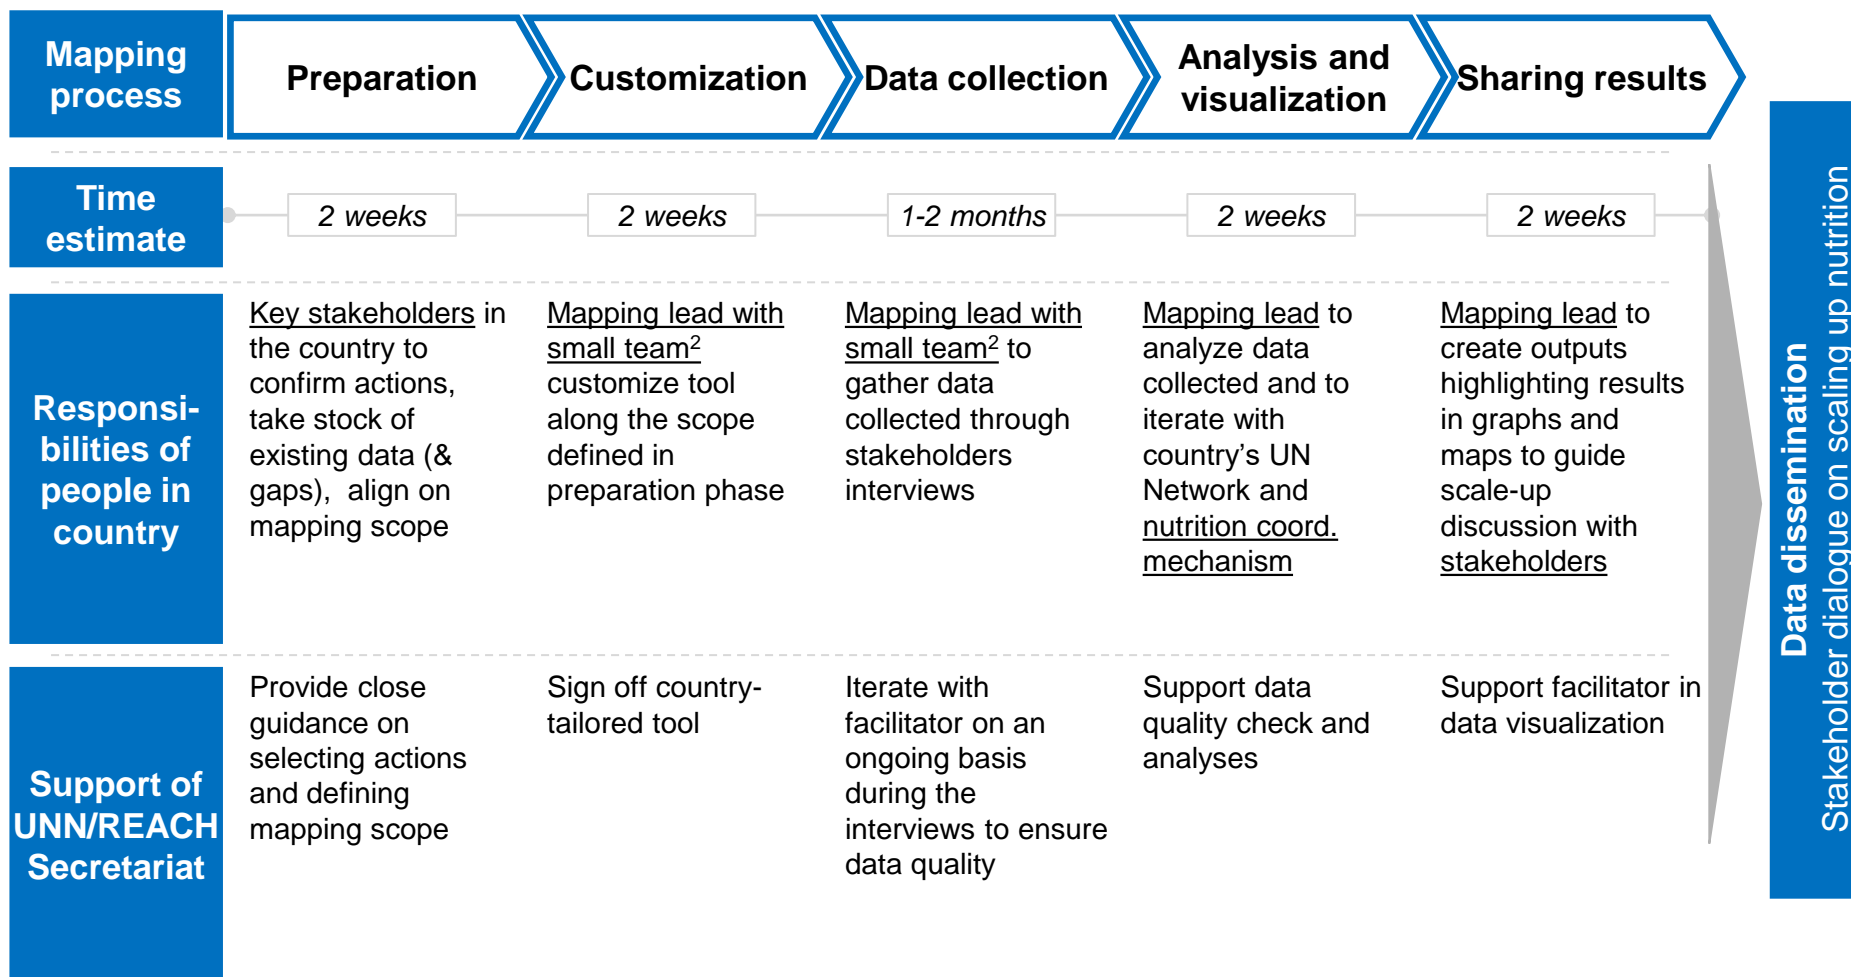 Mapping
process
Preparation
Customization
Data collection
Analysis and
visualization
Sharing results
Time
estimate
2 weeks
2 weeks
1-2 months
2 weeks
2 weeks
Responsi-
bilities of
people in
country
Key stakeholders in
the country to
confirm actions,
take stock of
existing data (&
gaps),  align on
mapping scope
Mapping lead with
small team²
customize tool
along the scope
defined in
preparation phase
Mapping lead with
small team² to
gather data
collected through
stakeholders
interviews
Mapping lead to
analyze data
collected and to
iterate with
country’s UN
Network and
nutrition coord.
mechanism
Mapping lead to
create outputs
highlighting results
in graphs and
maps to guide
scale-up
discussion with
stakeholders
Support of
UNN/REACH
Secretariat
Provide close
guidance on
selecting actions
and defining
mapping scope
Sign off country-
tailored tool
Iterate with
facilitator on an
ongoing basis
during the
interviews to ensure
data quality
Support data
quality check and
analyses
Support facilitator in
data visualization
Data dissemination
Stakeholder dialogue on scaling up nutrition